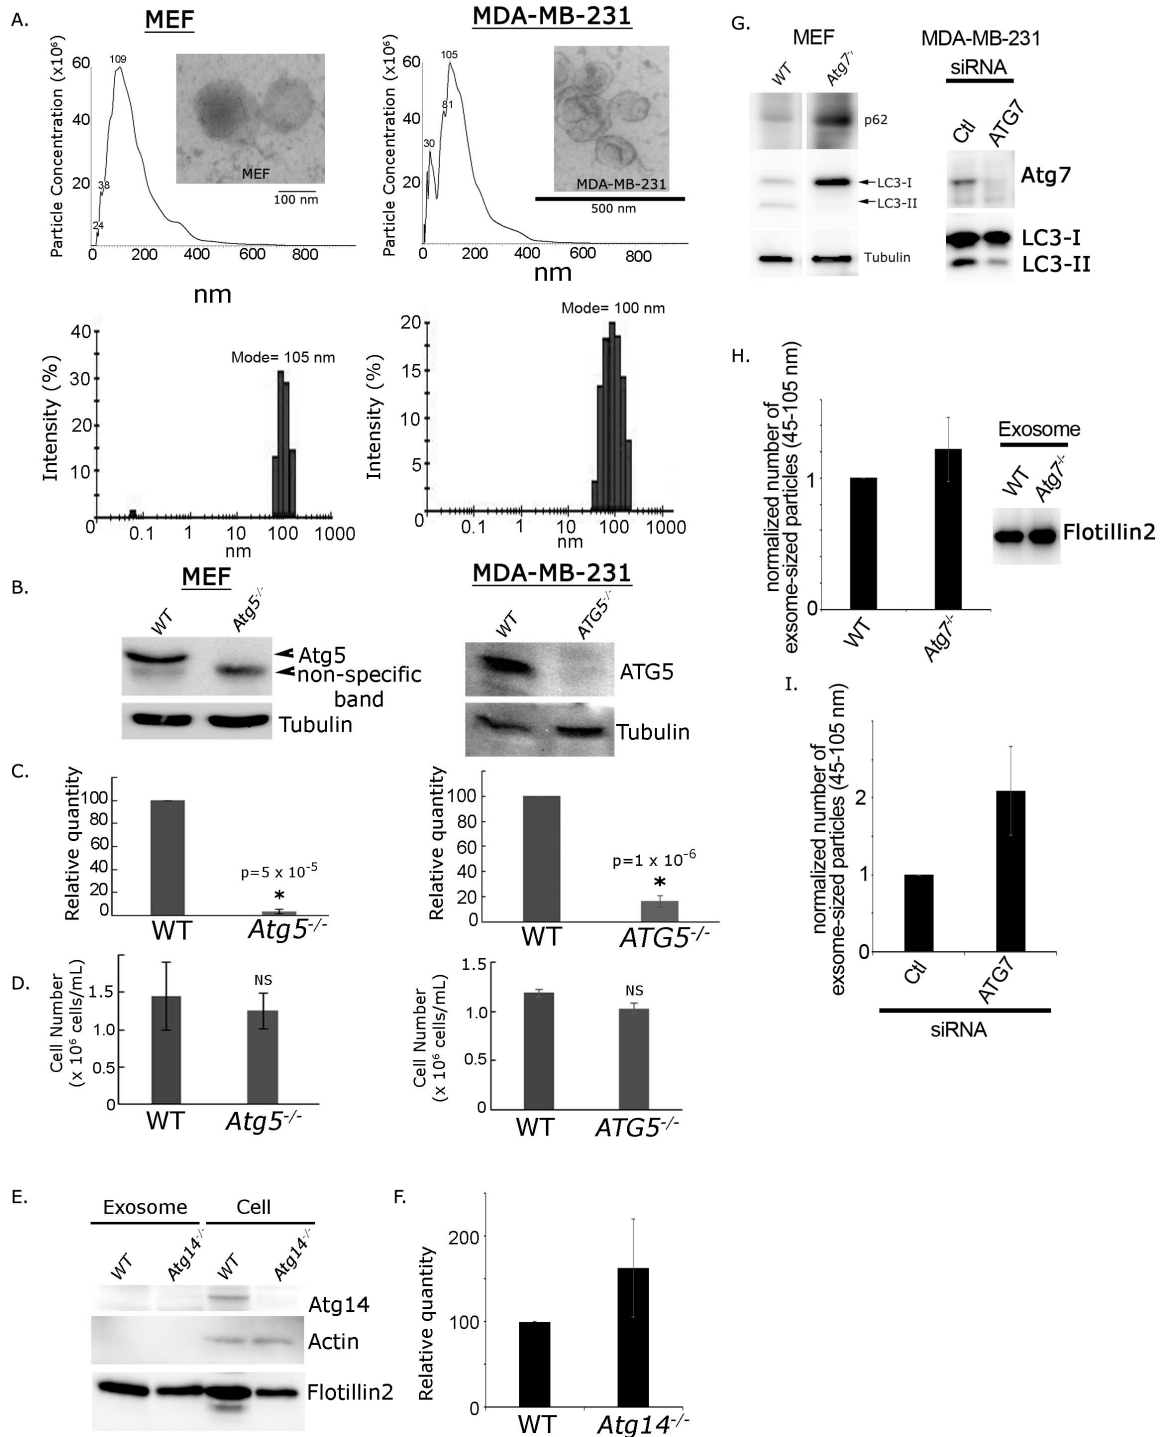 A.
MEF
MDA-MB-231
Particle Concentration (x10⁶)
60
40
20
109
38
24
0 200 400 600 800
nm
MEF
100 nm
Particle Concentration (x10⁶)
60
40
20
105
81
30
0 200 400 600 800
nm
MDA-MB-231
500 nm
Intensity (%)
40
30
20
10
Mode= 105 nm
0 0.1 1 10 100 1000
nm
Intensity (%)
20
15
10
5
Mode= 100 nm
0 0.1 1 10 100 1000
nm
B.
MEF
WT Atg5⁻/⁻
Atg5
non-specific
band
Tubulin
MDA-MB-231
WT ATG5⁻/⁻
ATG5
Tubulin
C.
Relative quantity
100
80
60
40
20
0
p=5 x 10⁻⁵
*
WT Atg5⁻/⁻
Relative quantity
100
80
60
40
20
0
p=1 x 10⁻⁶
*
WT ATG5⁻/⁻
D.
Cell Number
(x 10⁶ cells/mL)
1.5
1.0
0.5
0
NS
WT Atg5⁻/⁻
Cell Number
(x 10⁶ cells/mL)
1.5
1.0
0.5
0
NS
WT ATG5⁻/⁻
E.
Exosome Cell
WT Atg14⁻/⁻ WT Atg14⁻/⁻
Atg14
Actin
Flotillin2
F.
Relative quantity
200
100
0
WT Atg14⁻/⁻
G.
MEF
WT Atg7⁻/⁻
p62
LC3-I
LC3-II
Tubulin
MDA-MB-231
siRNA
Ctl ATG7
Atg7
LC3-I
LC3-II
H.
normalized number of
exsome-sized particles (45-105 nm)
1
0
WT Atg7⁻/⁻
Exosome
WT Atg7⁻/⁻
Flotillin2
I.
normalized number of
exsome-sized particles (45-105 nm)
2
1
0
Ctl ATG7
siRNA